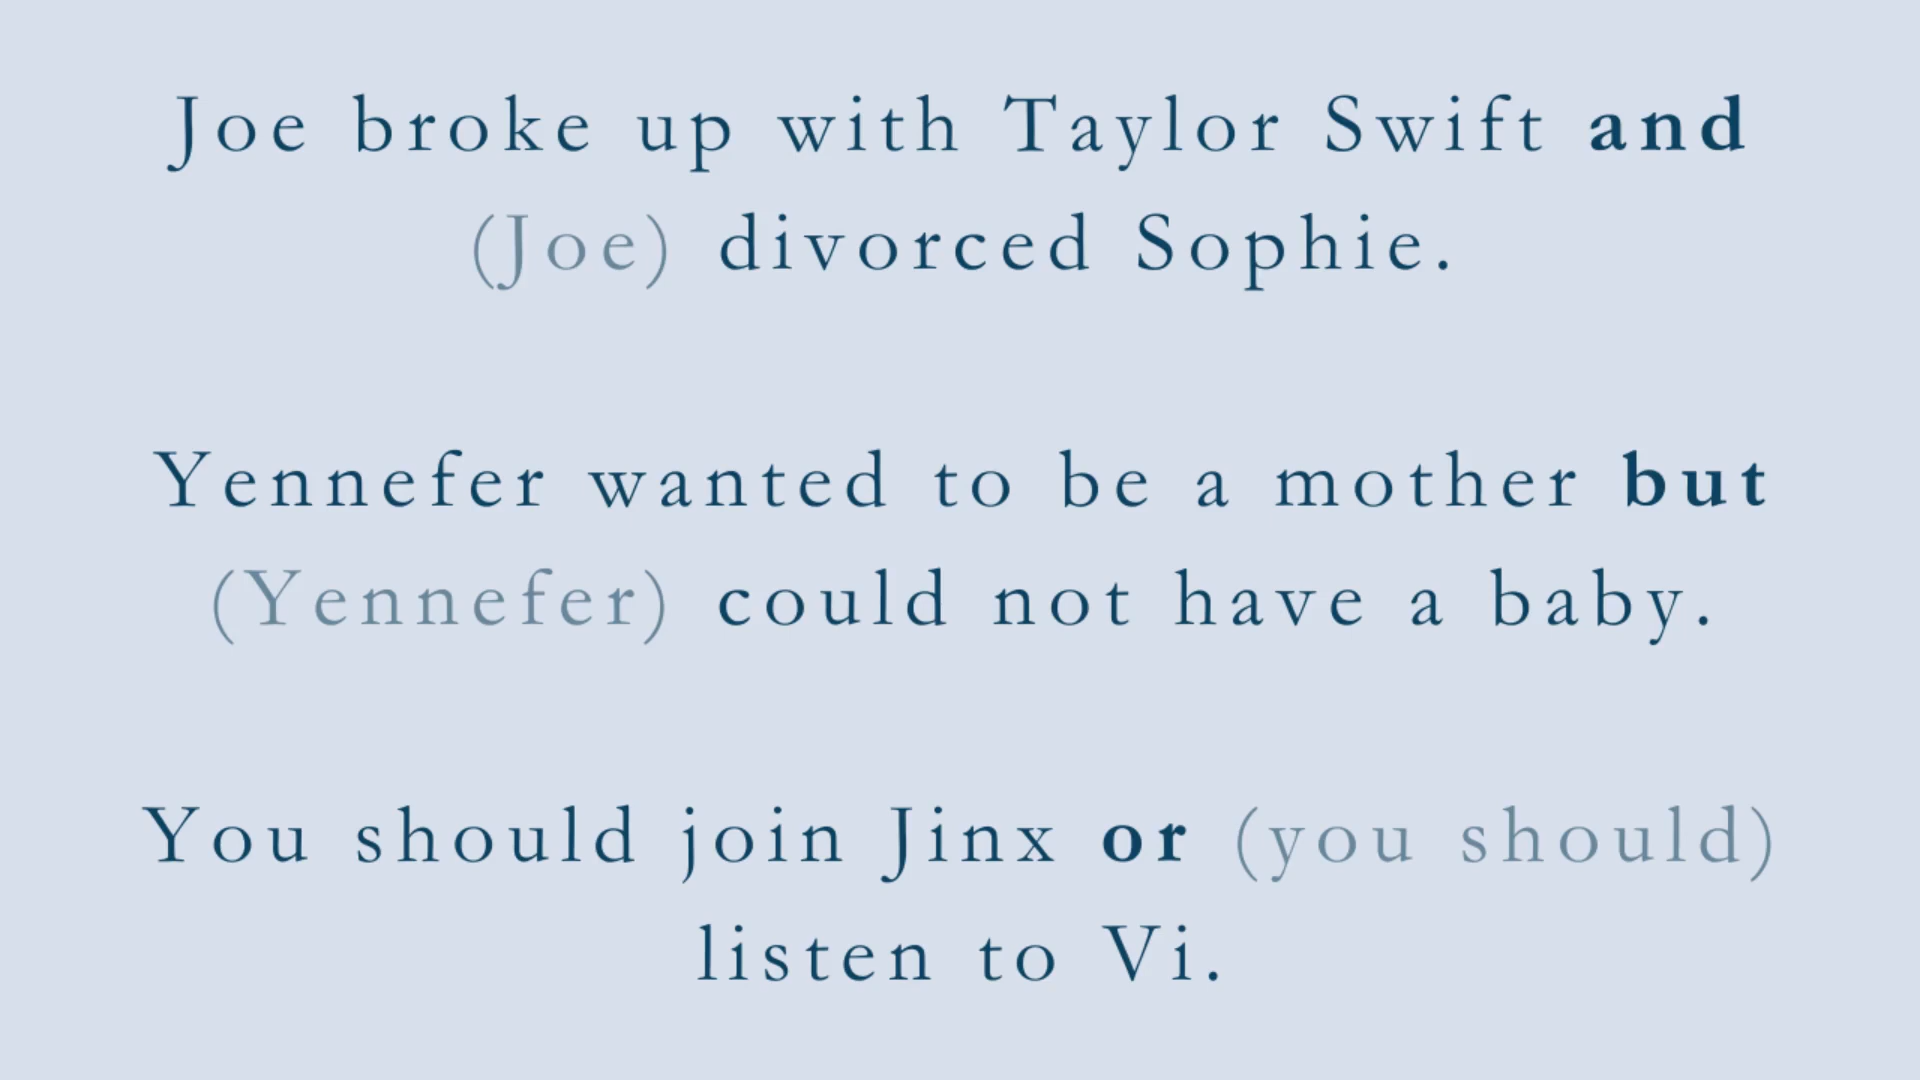 Joe broke up with Taylor Swift and
(Joe) divorced Sophie.
Yennefer wanted to be a mother but
(Yennefer) could not have a baby.
You should join Jinx or (you should)
listen to Vi.